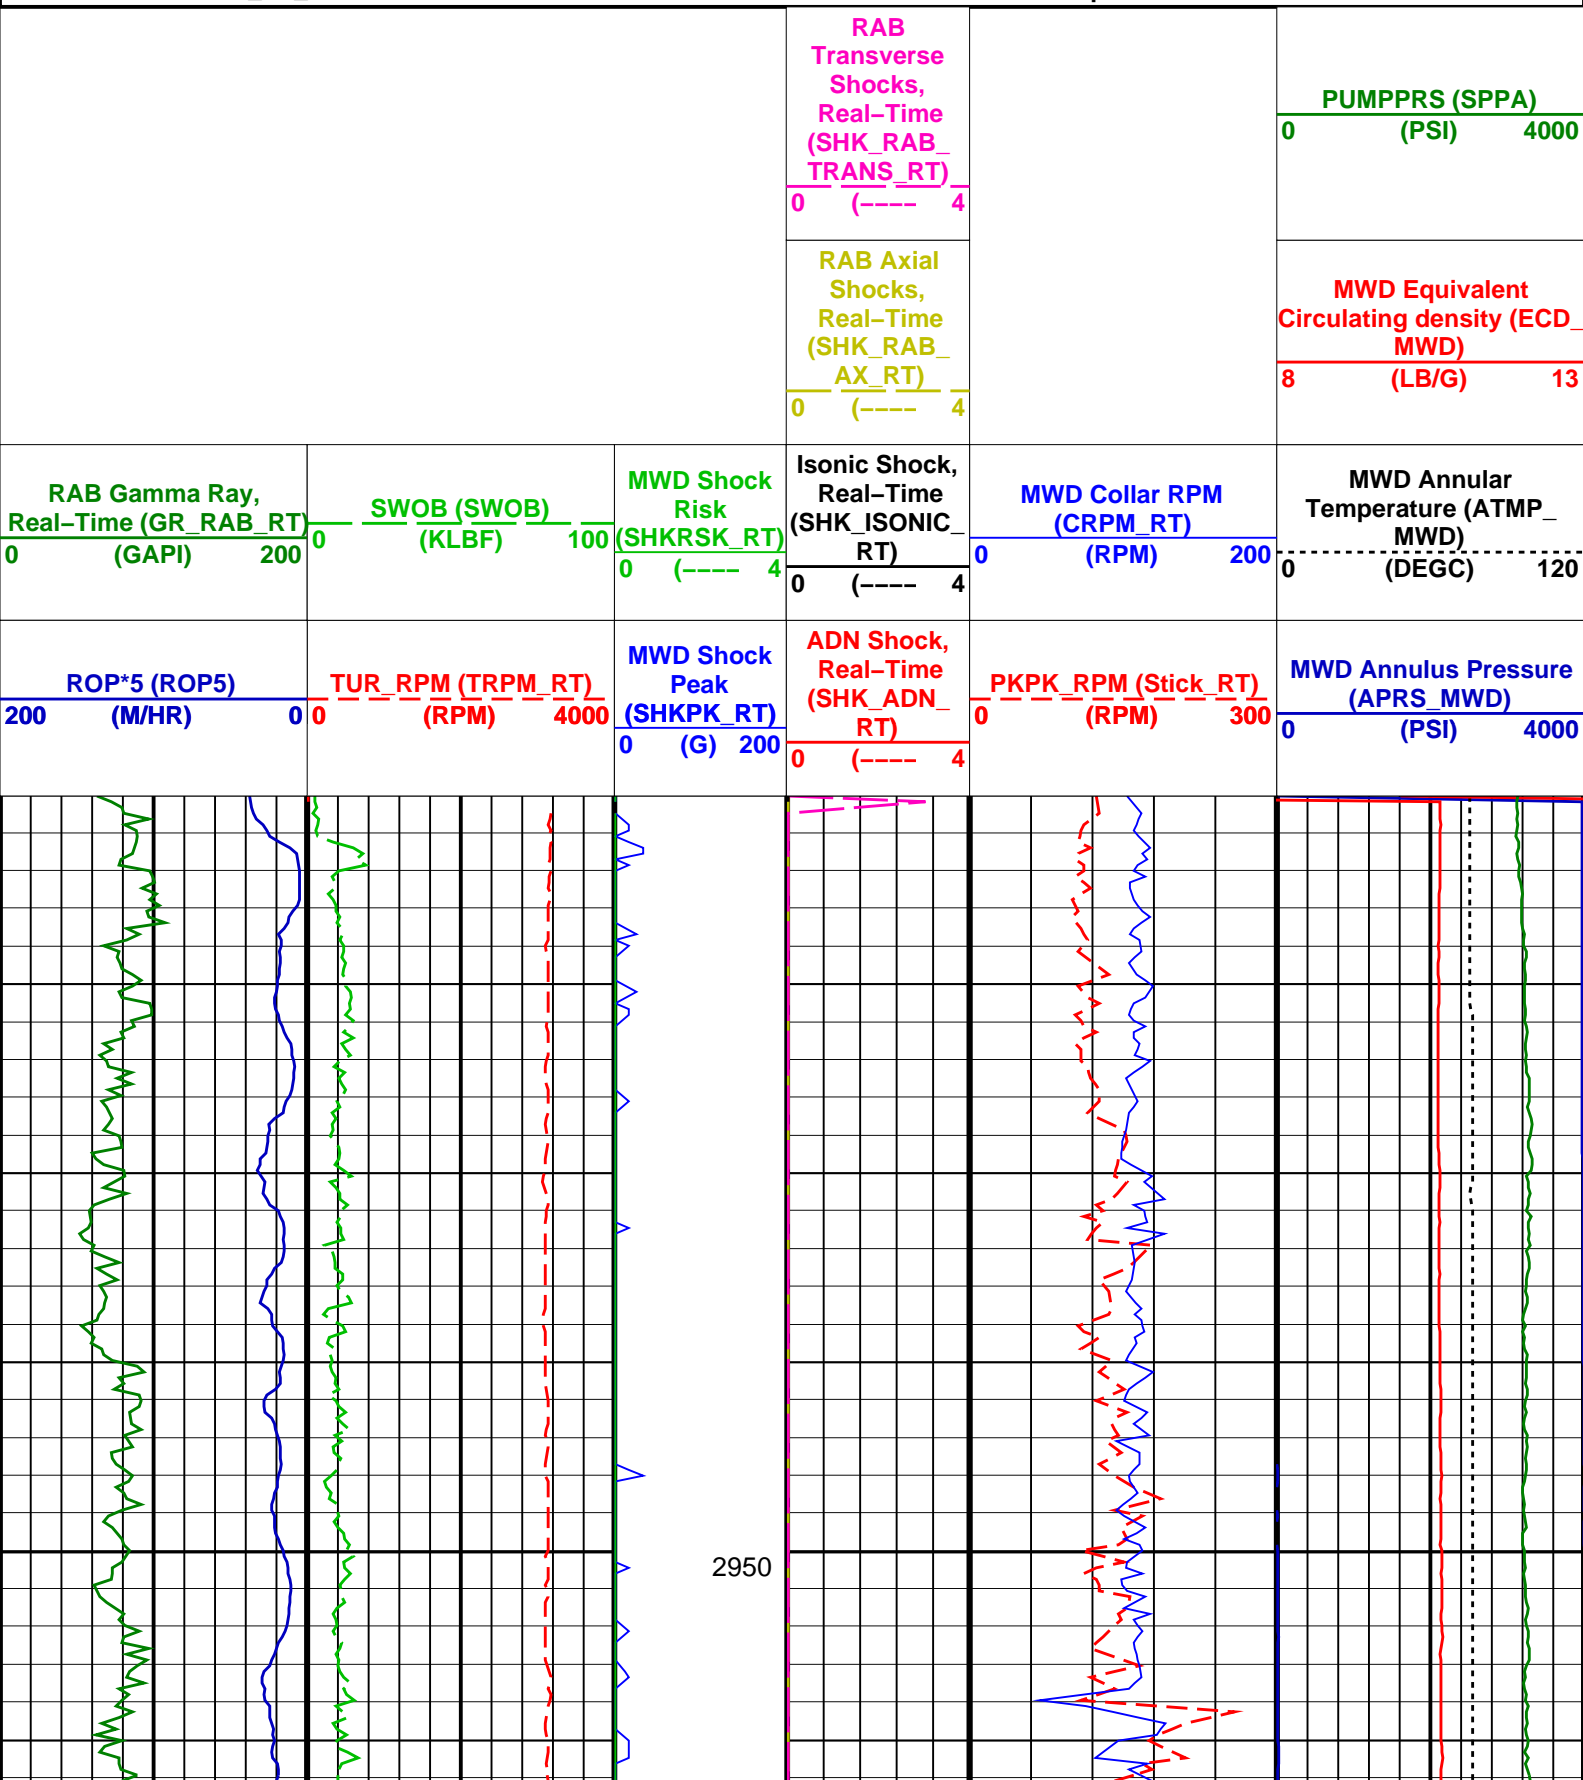 RAB
Transverse
Shocks,
Real–Time
(SHK_RAB_
TRANS_RT)
0 (–––– 4
PUMPPRS (SPPA)
0 (PSI) 4000
RAB Axial
Shocks,
Real–Time
(SHK_RAB_
AX_RT)
0 (–––– 4
MWD Equivalent
Circulating density (ECD_
MWD)
8 (LB/G) 13
RAB Gamma Ray,
Real–Time (GR_RAB_RT)
0 (GAPI) 200
SWOB (SWOB)
0 (KLBF) 100
MWD Shock
Risk
(SHKRSK_RT)
0 (–––– 4
Isonic Shock,
Real–Time
(SHK_ISONIC_
RT)
0 (–––– 4
MWD Collar RPM
(CRPM_RT)
0 (RPM) 200
MWD Annular
Temperature (ATMP_
MWD)
0 (DEGC) 120
ROP*5 (ROP5)
200 (M/HR) 0
TUR_RPM (TRPM_RT)
0 (RPM) 4000
MWD Shock
Peak
(SHKPK_RT)
0 (G) 200
ADN Shock,
Real–Time
(SHK_ADN_
RT)
0 (–––– 4
PKPK_RPM (Stick_RT)
0 (RPM) 300
MWD Annulus Pressure
(APRS_MWD)
0 (PSI) 4000
2950